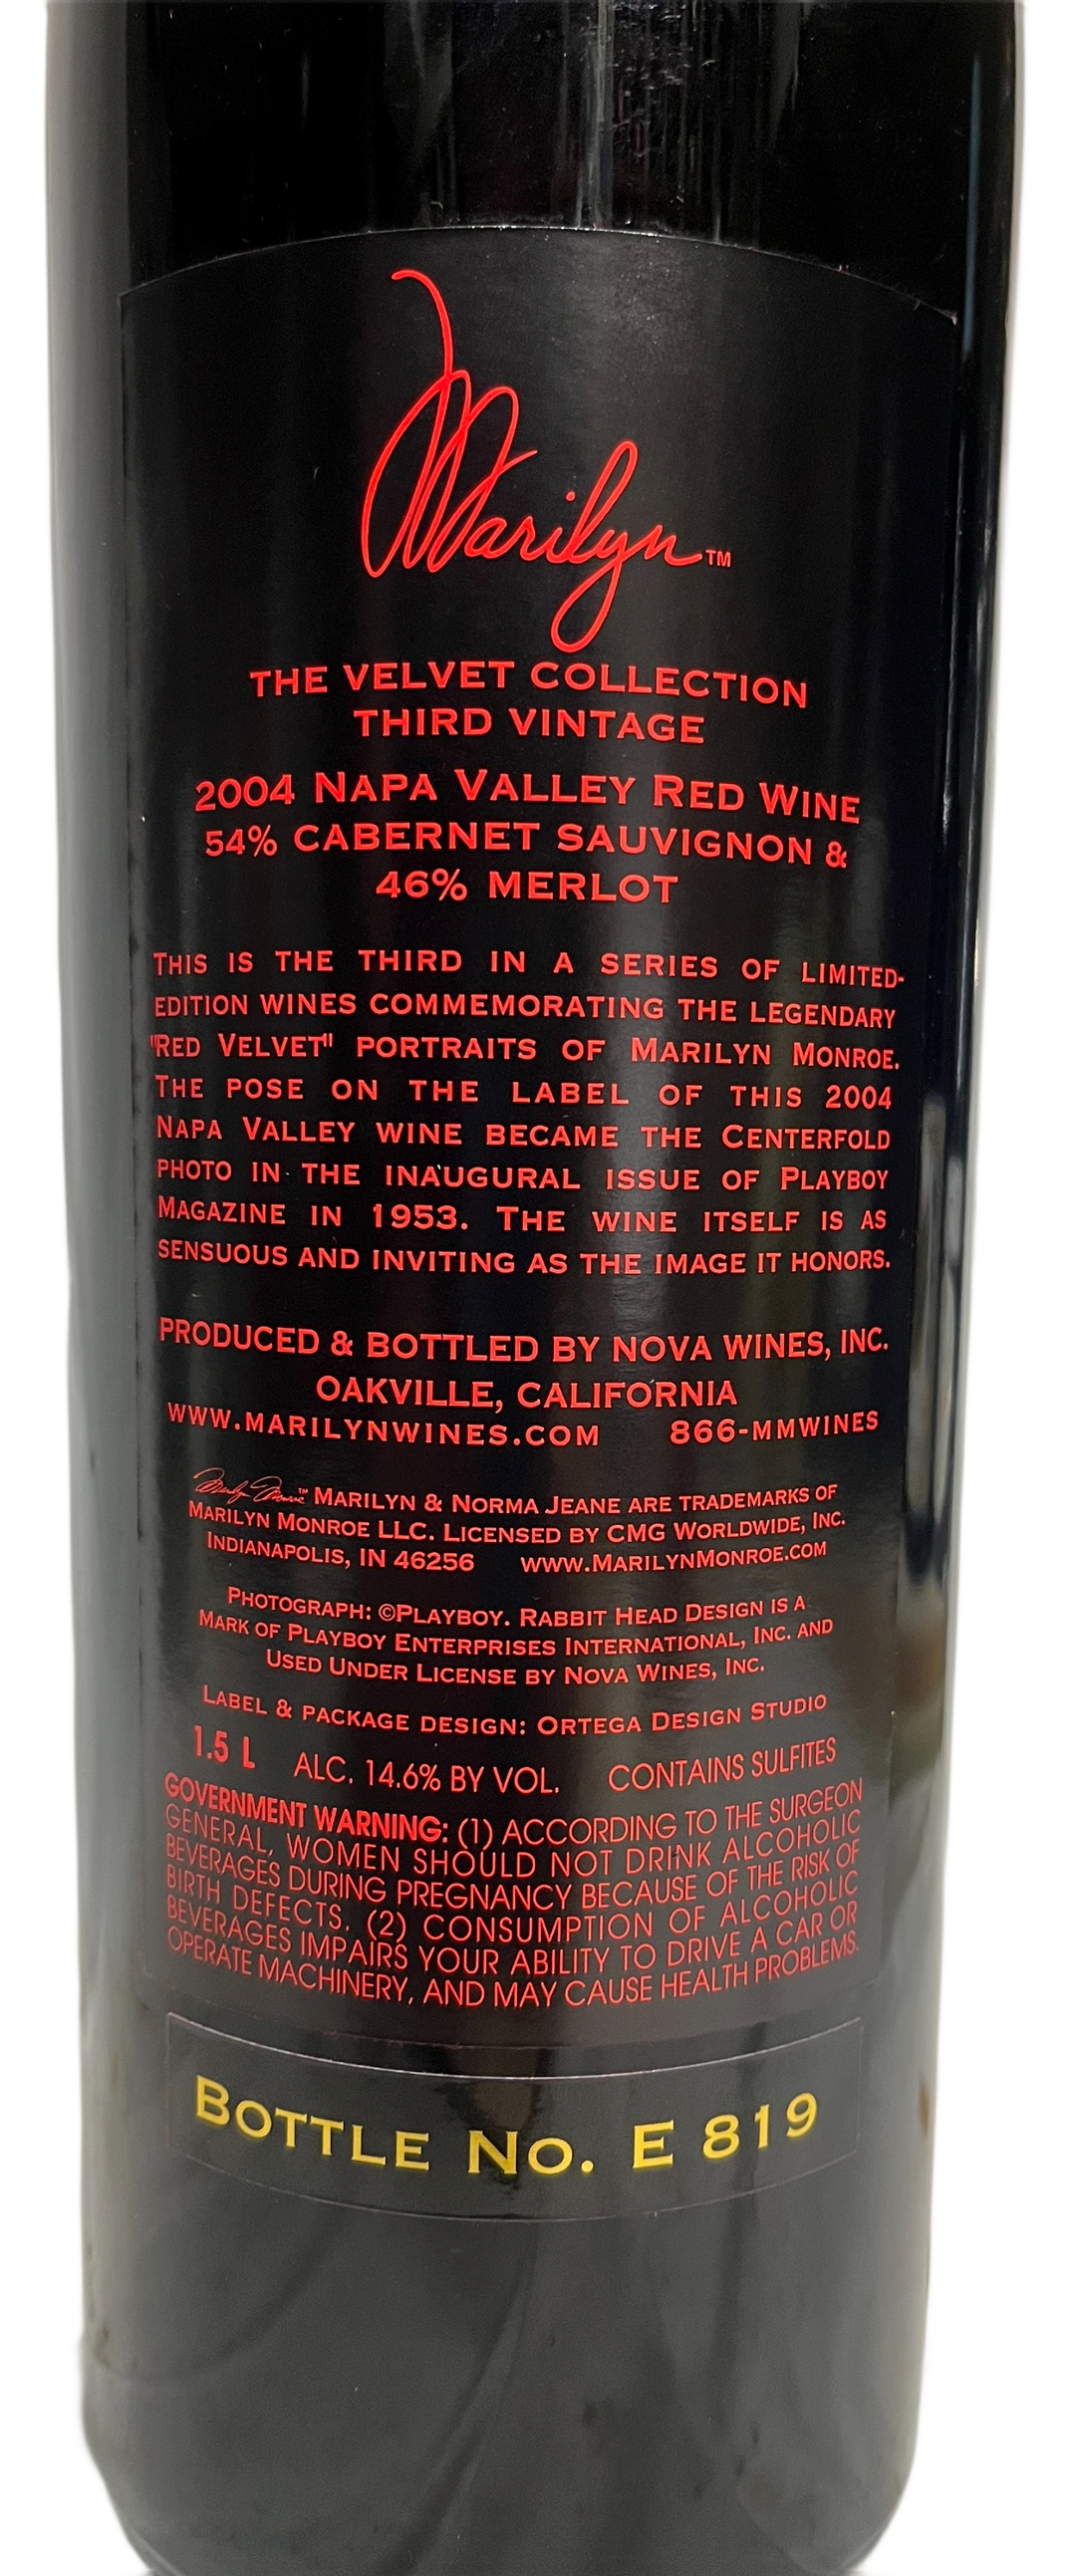 Marilyn™
THE VELVET COLLECTION
THIRD VINTAGE
2004 NAPA VALLEY RED WINE
54% CABERNET SAUVIGNON &
46% MERLOT
THIS IS THE THIRD IN A SERIES OF LIMITED-
EDITION WINES COMMEMORATING THE LEGENDARY
"RED VELVET" PORTRAITS OF MARILYN MONROE.
THE POSE ON THE LABEL OF THIS 2004
NAPA VALLEY WINE BECAME THE CENTERFOLD
PHOTO IN THE INAUGURAL ISSUE OF PLAYBOY
MAGAZINE IN 1953. THE WINE ITSELF IS AS
SENSUOUS AND INVITING AS THE IMAGE IT HONORS.
PRODUCED & BOTTLED BY NOVA WINES, INC.
OAKVILLE, CALIFORNIA
WWW.MARILYNWINES.COM 866-MMWINES
Marilyn Monroe™ MARILYN & NORMA JEANE ARE TRADEMARKS OF
MARILYN MONROE LLC. LICENSED BY CMG WORLDWIDE, INC.
INDIANAPOLIS, IN 46256 WWW.MARILYNMONROE.COM
PHOTOGRAPH: ©PLAYBOY. RABBIT HEAD DESIGN IS A
MARK OF PLAYBOY ENTERPRISES INTERNATIONAL, INC. AND
USED UNDER LICENSE BY NOVA WINES, INC.
LABEL & PACKAGE DESIGN: ORTEGA DESIGN STUDIO
1.5 L ALC. 14.6% BY VOL. CONTAINS SULFITES
GOVERNMENT WARNING: (1) ACCORDING TO THE SURGEON
GENERAL, WOMEN SHOULD NOT DRINK ALCOHOLIC
BEVERAGES DURING PREGNANCY BECAUSE OF THE RISK OF
BIRTH DEFECTS. (2) CONSUMPTION OF ALCOHOLIC
BEVERAGES IMPAIRS YOUR ABILITY TO DRIVE A CAR OR
OPERATE MACHINERY, AND MAY CAUSE HEALTH PROBLEMS.
BOTTLE NO. E 819